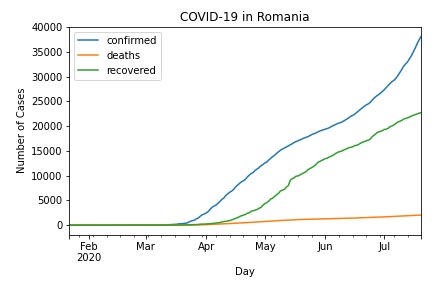 COVID-19 in Romania
40000
35000
30000
25000
20000
15000
10000
5000
0
Number of Cases
confirmed
deaths
recovered
Feb Mar Apr May Jun Jul
2020
Day